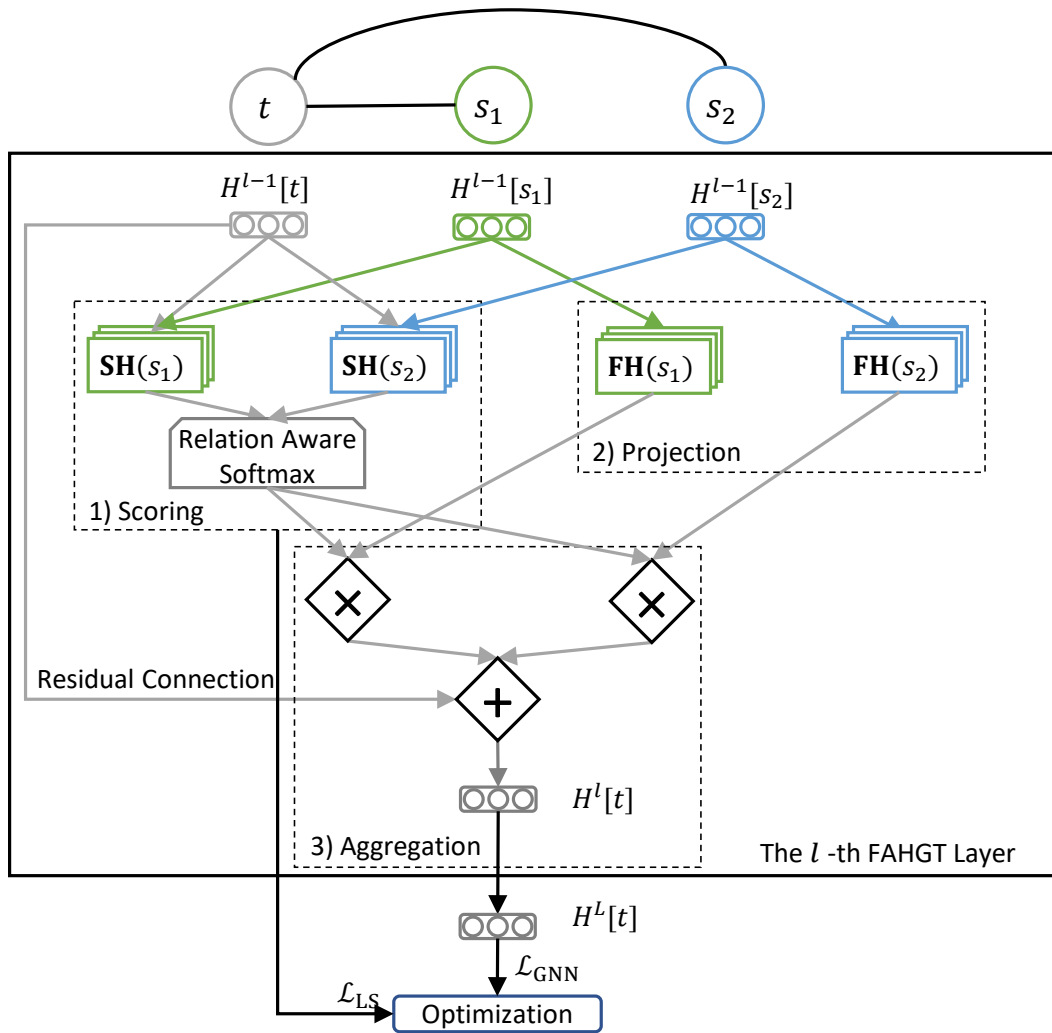 t s₁ s₂
H^{l-1}[t] H^{l-1}[s₁] H^{l-1}[s₂]
SH(s₁) SH(s₂) FH(s₁) FH(s₂)
Relation Aware
Softmax
1) Scoring
2) Projection
× ×
Residual Connection
+
H^l[t]
3) Aggregation
The l -th FAHGT Layer
H^L[t]
ℒ_GNN
ℒ_LS
Optimization